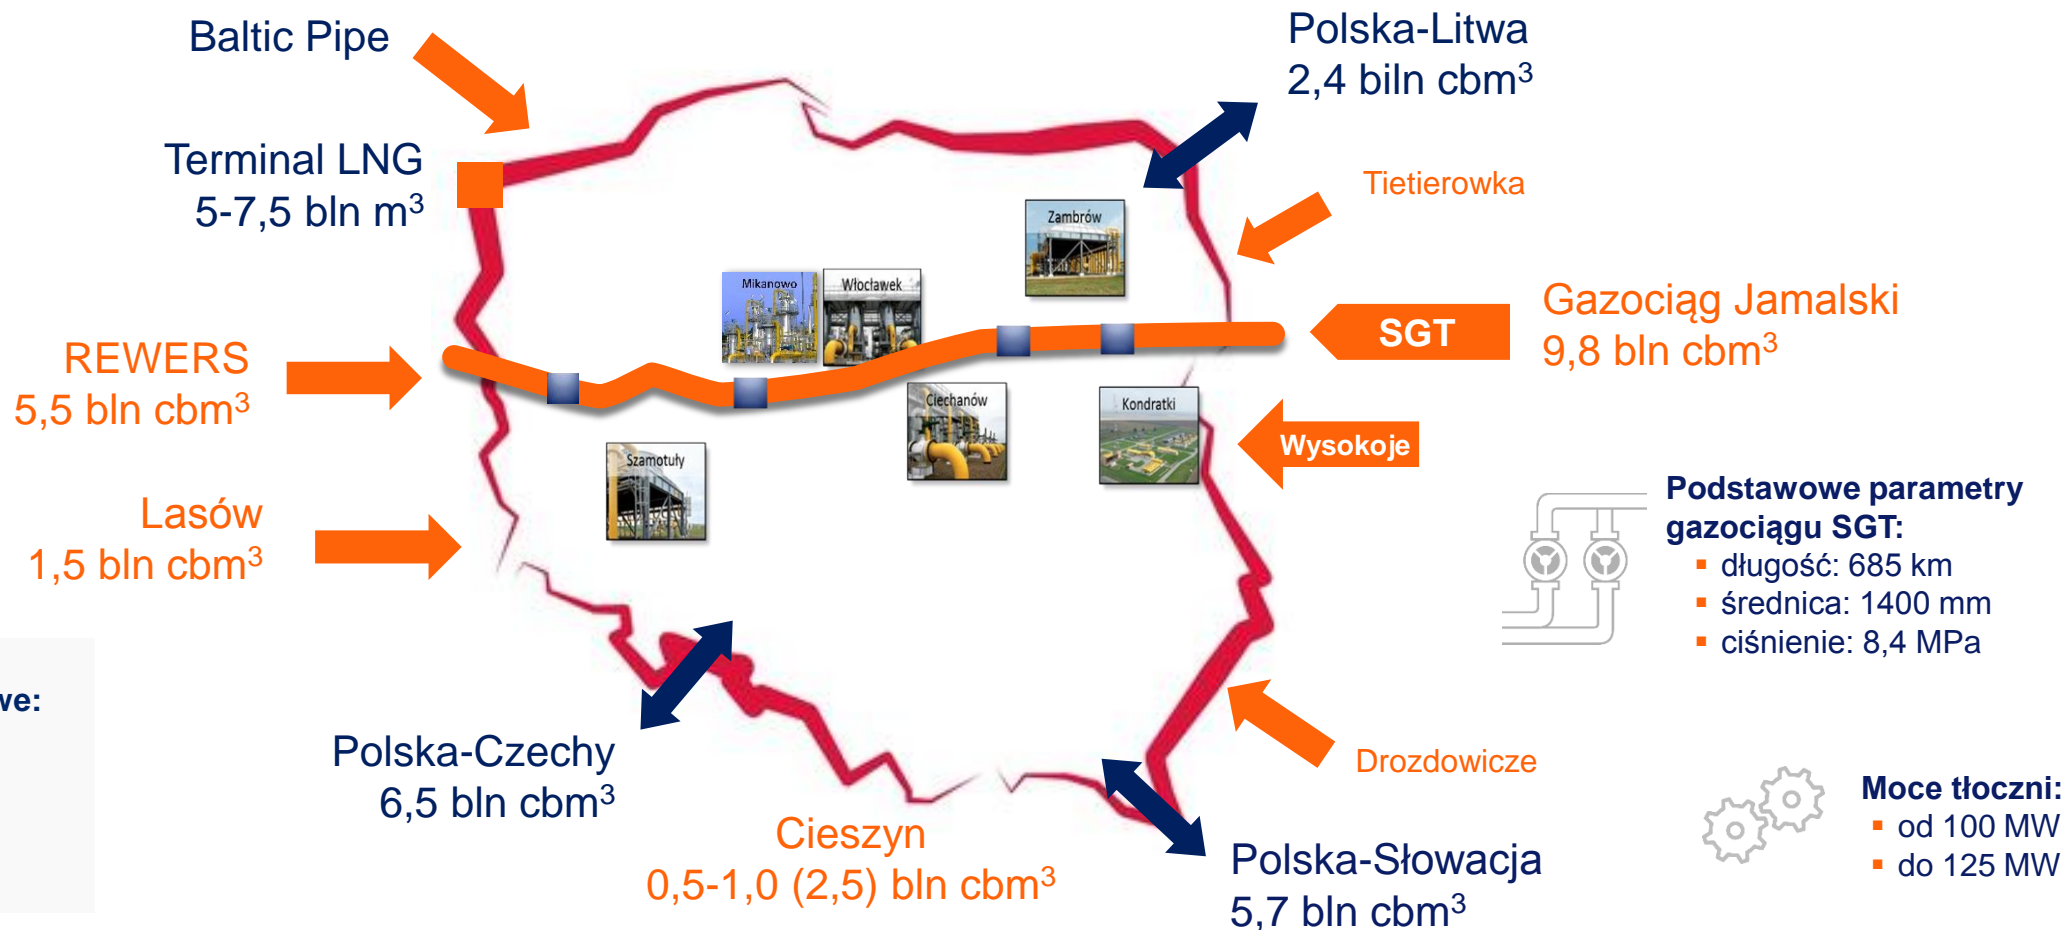 Baltic Pipe
Polska-Litwa
2,4 biln cbm³
Terminal LNG
5-7,5 bln m³
Tietierowka
Zambrów
Mikanowo
Włocławek
Gazociąg Jamalski
9,8 bln cbm³
SGT
REWERS
5,5 bln cbm³
Ciechanów
Kondratki
Wysokoje
Szamotuły
Lasów
1,5 bln cbm³
Podstawowe parametry
gazociągu SGT:
▪ długość: 685 km
▪ średnica: 1400 mm
▪ ciśnienie: 8,4 MPa
we:
Polska-Czechy
6,5 bln cbm³
Drozdowicze
Cieszyn
0,5-1,0 (2,5) bln cbm³
Polska-Słowacja
5,7 bln cbm³
Moce tłoczni:
▪ od 100 MW
▪ do 125 MW